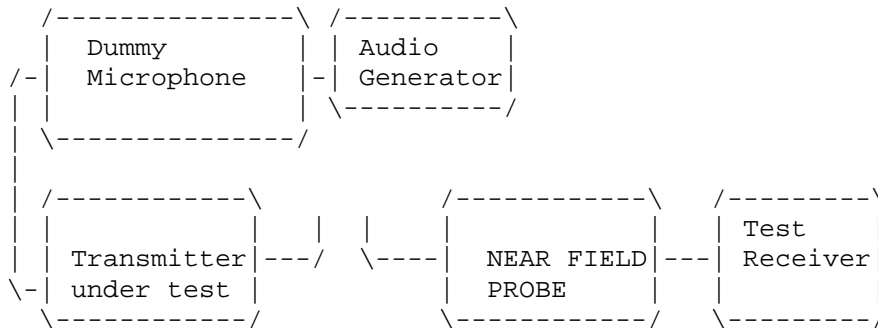 Dummy
Microphone
Audio
Generator
Transmitter
under test
NEAR FIELD
PROBE
Test
Receiver